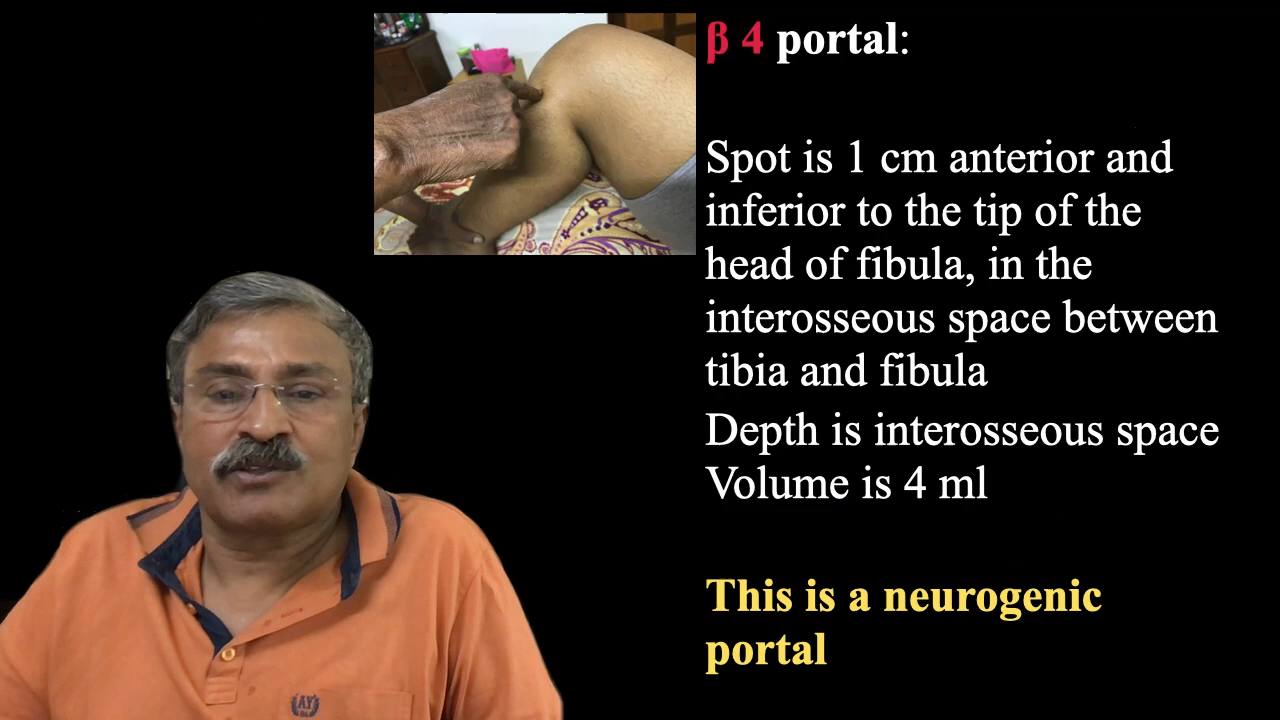 β 4 portal:
Spot is 1 cm anterior and
inferior to the tip of the
head of fibula, in the
interosseous space between
tibia and fibula
Depth is interosseous space
Volume is 4 ml
This is a neurogenic
portal
AY